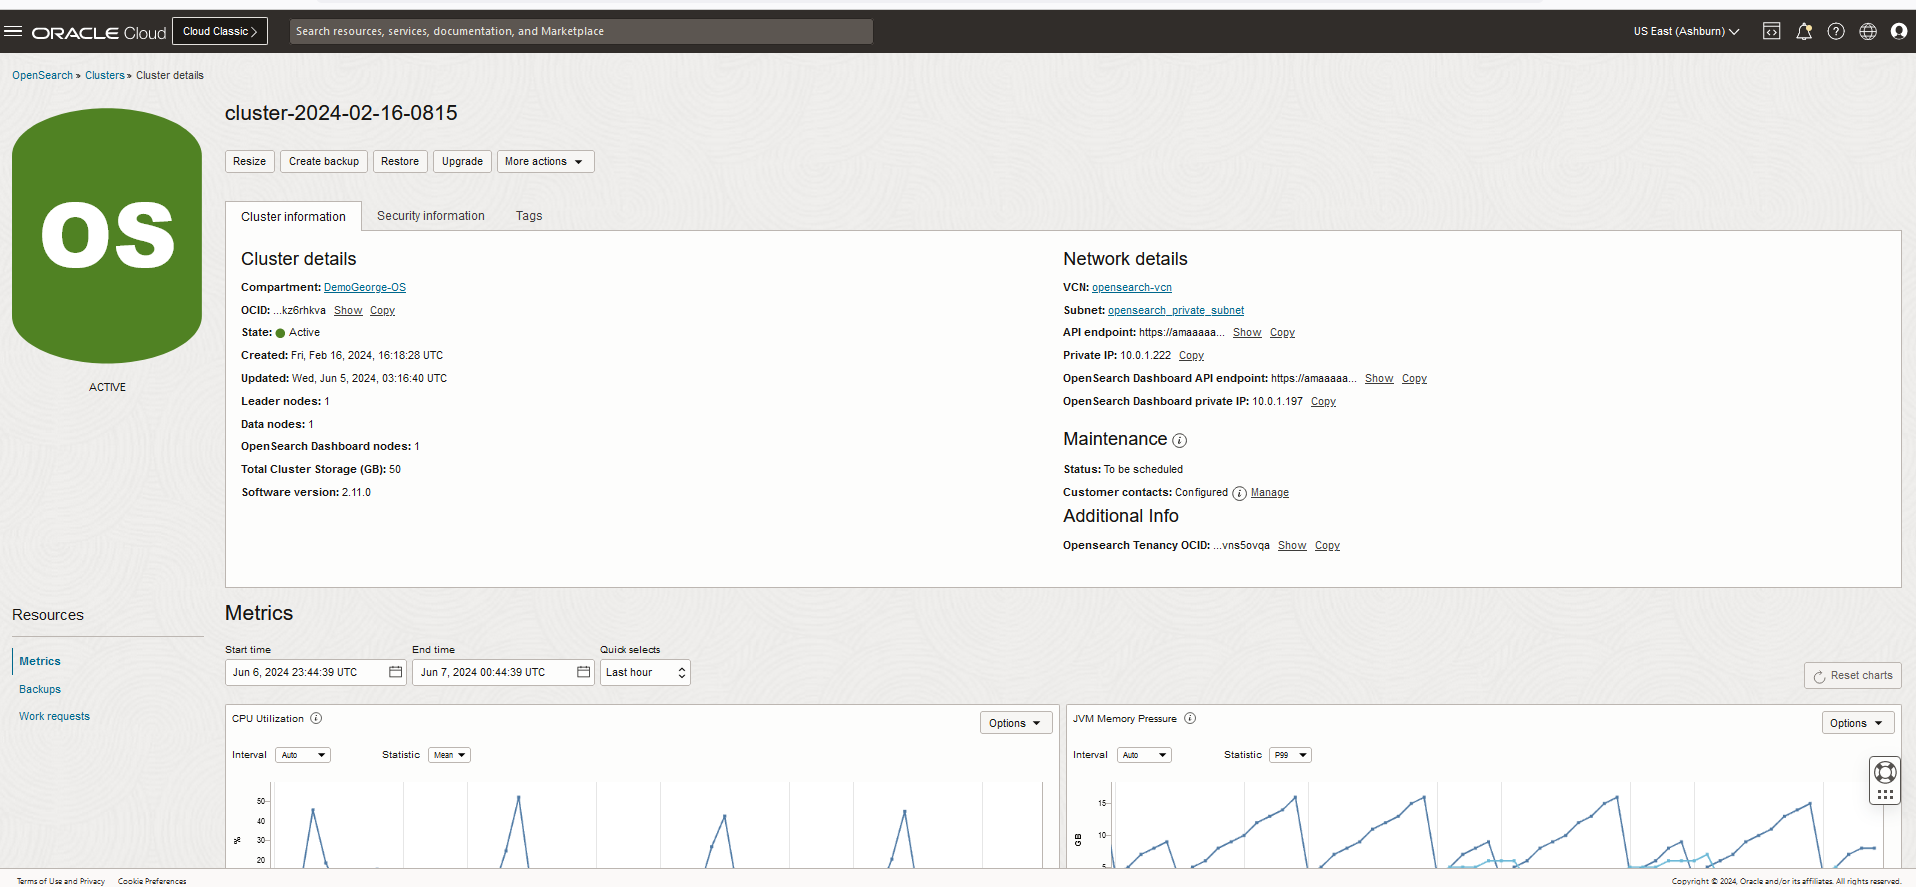 ORACLE Cloud
Cloud Classic
Search resources, services, documentation, and Marketplace
US East (Ashburn)
OpenSearch » Clusters » Cluster details
OS
ACTIVE
cluster-2024-02-16-0815
Resize
Create backup
Restore
Upgrade
More actions
Cluster information
Security information
Tags
Cluster details
Compartment: DemoGeorge-OS
OCID: ...kz6rhkva Show Copy
State: Active
Created: Fri, Feb 16, 2024, 16:18:28 UTC
Updated: Wed, Jun 5, 2024, 03:16:40 UTC
Leader nodes: 1
Data nodes: 1
OpenSearch Dashboard nodes: 1
Total Cluster Storage (GB): 50
Software version: 2.11.0
Network details
VCN: opensearch-vcn
Subnet: opensearch_private_subnet
API endpoint: https://amaaaaa... Show Copy
Private IP: 10.0.1.222 Copy
OpenSearch Dashboard API endpoint: https://amaaaaa... Show Copy
OpenSearch Dashboard private IP: 10.0.1.197 Copy
Maintenance
Status: To be scheduled
Customer contacts: Configured Manage
Additional Info
Opensearch Tenancy OCID: ...vns5ovqa Show Copy
Resources
Metrics
Backups
Work requests
Metrics
Start time
Jun 6, 2024 23:44:39 UTC
End time
Jun 7, 2024 00:44:39 UTC
Quick selects
Last hour
Reset charts
CPU Utilization
Options
Interval Auto
Statistic Mean
50
40
30
20
%
JVM Memory Pressure
Options
Interval Auto
Statistic P99
15
10
5
GB
Terms of Use and Privacy
Cookie Preferences
Copyright © 2024, Oracle and/or its affiliates. All rights reserved.